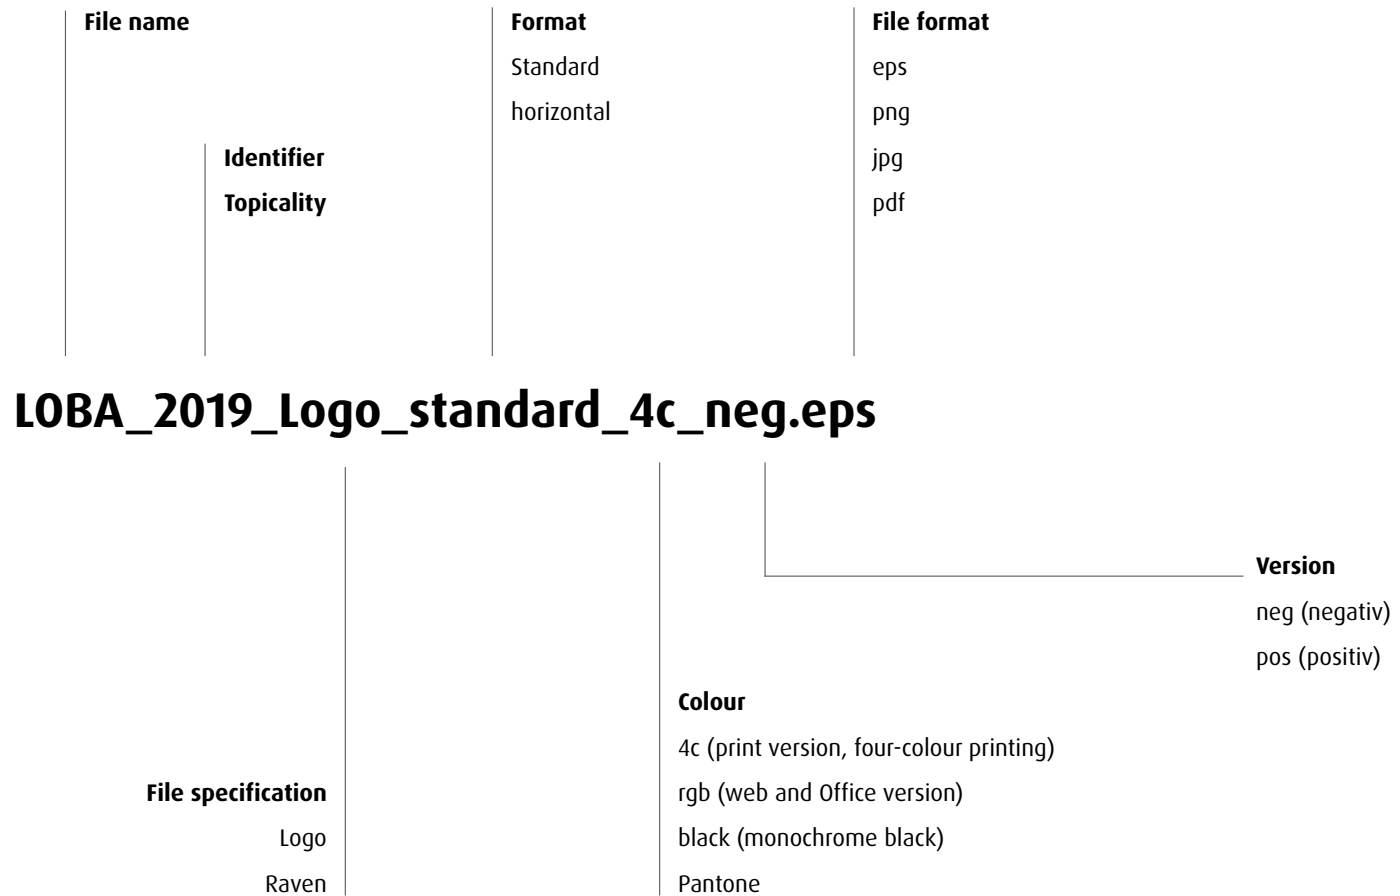 File name
Format
Standard
horizontal
File format
eps
png
jpg
pdf
Identifier
Topicality
LOBA_2019_Logo_standard_4c_neg.eps
Version
neg (negativ)
pos (positiv)
Colour
4c (print version, four-colour printing)
rgb (web and Office version)
black (monochrome black)
Pantone
File specification
Logo
Raven